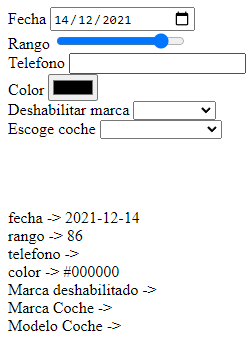 Fecha 14/12/2021
Rango
Telefono
Color
Deshabilitar marca
Escoge coche
fecha -> 2021-12-14
rango -> 86
telefono ->
color -> #000000
Marca deshabilitado ->
Marca Coche ->
Modelo Coche ->